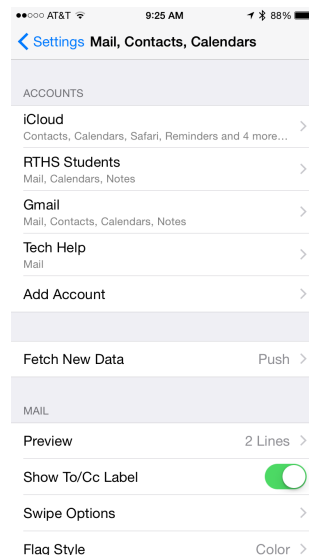 AT&T 9:25 AM 88%
Settings Mail, Contacts, Calendars
ACCOUNTS
iCloud
Contacts, Calendars, Safari, Reminders and 4 more...
RTHS Students
Mail, Calendars, Notes
Gmail
Mail, Contacts, Calendars, Notes
Tech Help
Mail
Add Account
Fetch New Data Push
MAIL
Preview 2 Lines
Show To/Cc Label
Swipe Options
Flag Style Color